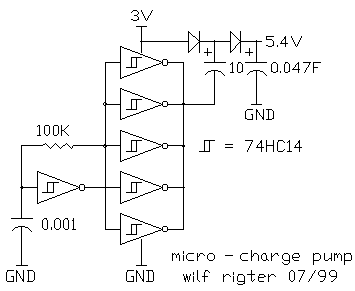 3V
5.4V
10
0.047F
GND
100K
= 74HC14
0.001
GND
GND
micro - charge pump
wilf rigter 07/99